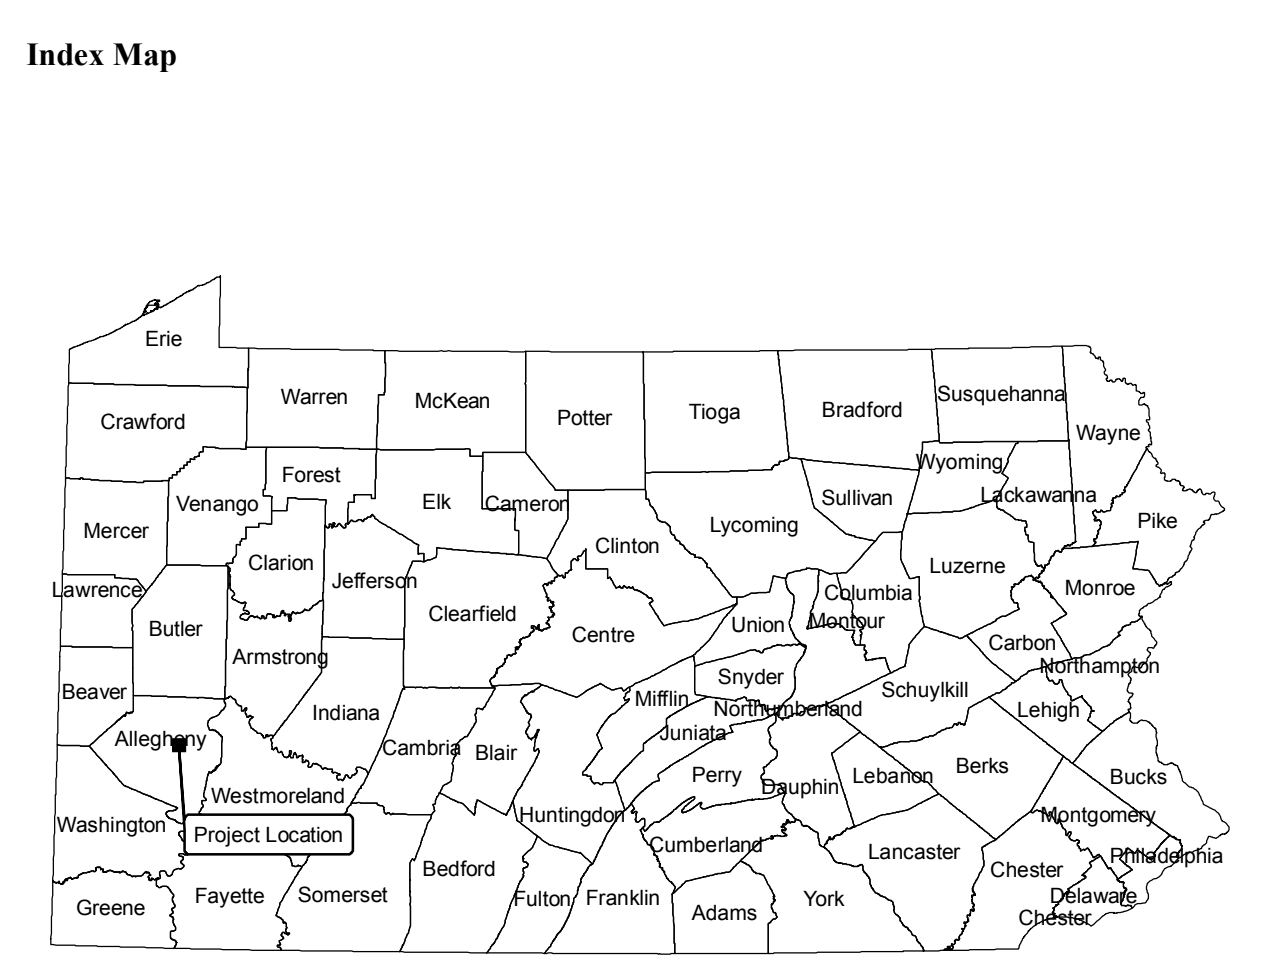 Index Map
Erie
Warren
McKean
Susquehanna
Potter
Tioga
Bradford
Crawford
Wayne
Wyoming
Forest
Venango
Elk
Cameron
Sullivan
Lackawanna
Pike
Mercer
Lycoming
Clinton
Clarion
Luzerne
Jefferson
Lawrence
Monroe
Columbia
Clearfield
Montour
Butler
Union
Centre
Carbon
Armstrong
Northampton
Snyder
Beaver
Schuylkill
Mifflin
Northumberland
Lehigh
Indiana
Juniata
Allegheny
Cambria
Blair
Berks
Perry
Lebanon
Bucks
Dauphin
Westmoreland
Huntingdon
Montgomery
Washington
Project Location
Cumberland
Lancaster
Philadelphia
Bedford
Chester
Fayette
Somerset
Fulton
Franklin
York
Delaware
Greene
Adams
Chester